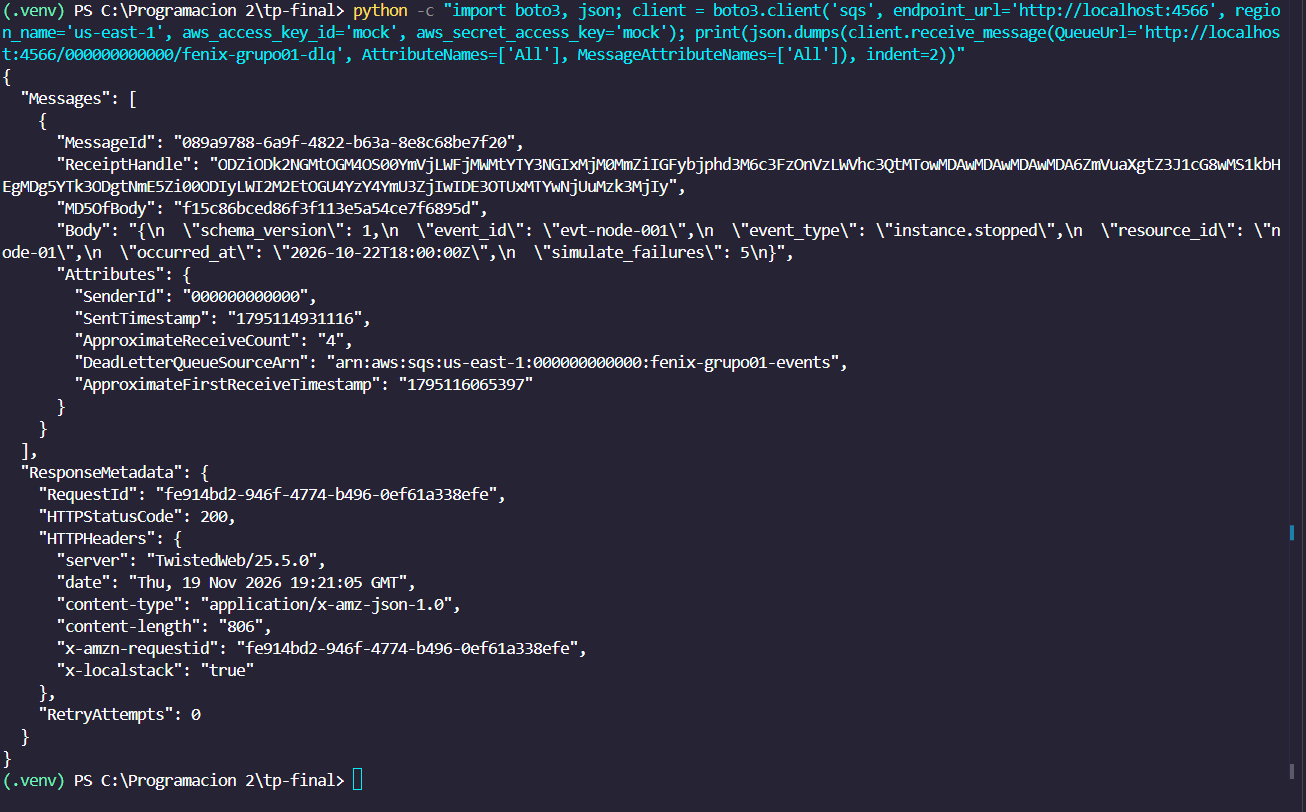 (.venv) PS C:\Programacion 2\tp-final> python -c "import boto3, json; client = boto3.client('sqs', endpoint_url='http://localhost:4566', regio
n_name='us-east-1', aws_access_key_id='mock', aws_secret_access_key='mock'); print(json.dumps(client.receive_message(QueueUrl='http://localhos
t:4566/000000000000/fenix-grupo01-dlq', AttributeNames=['All'], MessageAttributeNames=['All']), indent=2))"
{
  "Messages": [
    {
      "MessageId": "089a9788-6a9f-4822-b63a-8e8c68be7f20",
      "ReceiptHandle": "ODZiODk2NGMtOGM4OS00YmVjLWFjMWMtYTY3NGIxMjM0MmZiIGFybjphd3M6c3FzOnVzLWVhc3QtMTowMDAwMDAwMDAwMDA6ZmVuaXgtZ3J1cG8wMS1kbH
EgMDg5YTk3ODgtNmE5Zi00ODIyLWI2M2EtOGU4YzY4YmU3ZjIwIDE3OTUxMTYwNjUuMzk3MjIy",
      "MD5OfBody": "f15c86bced86f3f113e5a54ce7f6895d",
      "Body": "{\n  \"schema_version\": 1,\n  \"event_id\": \"evt-node-001\",\n  \"event_type\": \"instance.stopped\",\n  \"resource_id\": \"n
ode-01\",\n  \"occurred_at\": \"2026-10-22T18:00:00Z\",\n  \"simulate_failures\": 5\n}",
      "Attributes": {
        "SenderId": "000000000000",
        "SentTimestamp": "1795114931116",
        "ApproximateReceiveCount": "4",
        "DeadLetterQueueSourceArn": "arn:aws:sqs:us-east-1:000000000000:fenix-grupo01-events",
        "ApproximateFirstReceiveTimestamp": "1795116065397"
      }
    }
  ],
  "ResponseMetadata": {
    "RequestId": "fe914bd2-946f-4774-b496-0ef61a338efe",
    "HTTPStatusCode": 200,
    "HTTPHeaders": {
      "server": "TwistedWeb/25.5.0",
      "date": "Thu, 19 Nov 2026 19:21:05 GMT",
      "content-type": "application/x-amz-json-1.0",
      "content-length": "806",
      "x-amzn-requestid": "fe914bd2-946f-4774-b496-0ef61a338efe",
      "x-localstack": "true"
    },
    "RetryAttempts": 0
  }
}
(.venv) PS C:\Programacion 2\tp-final>